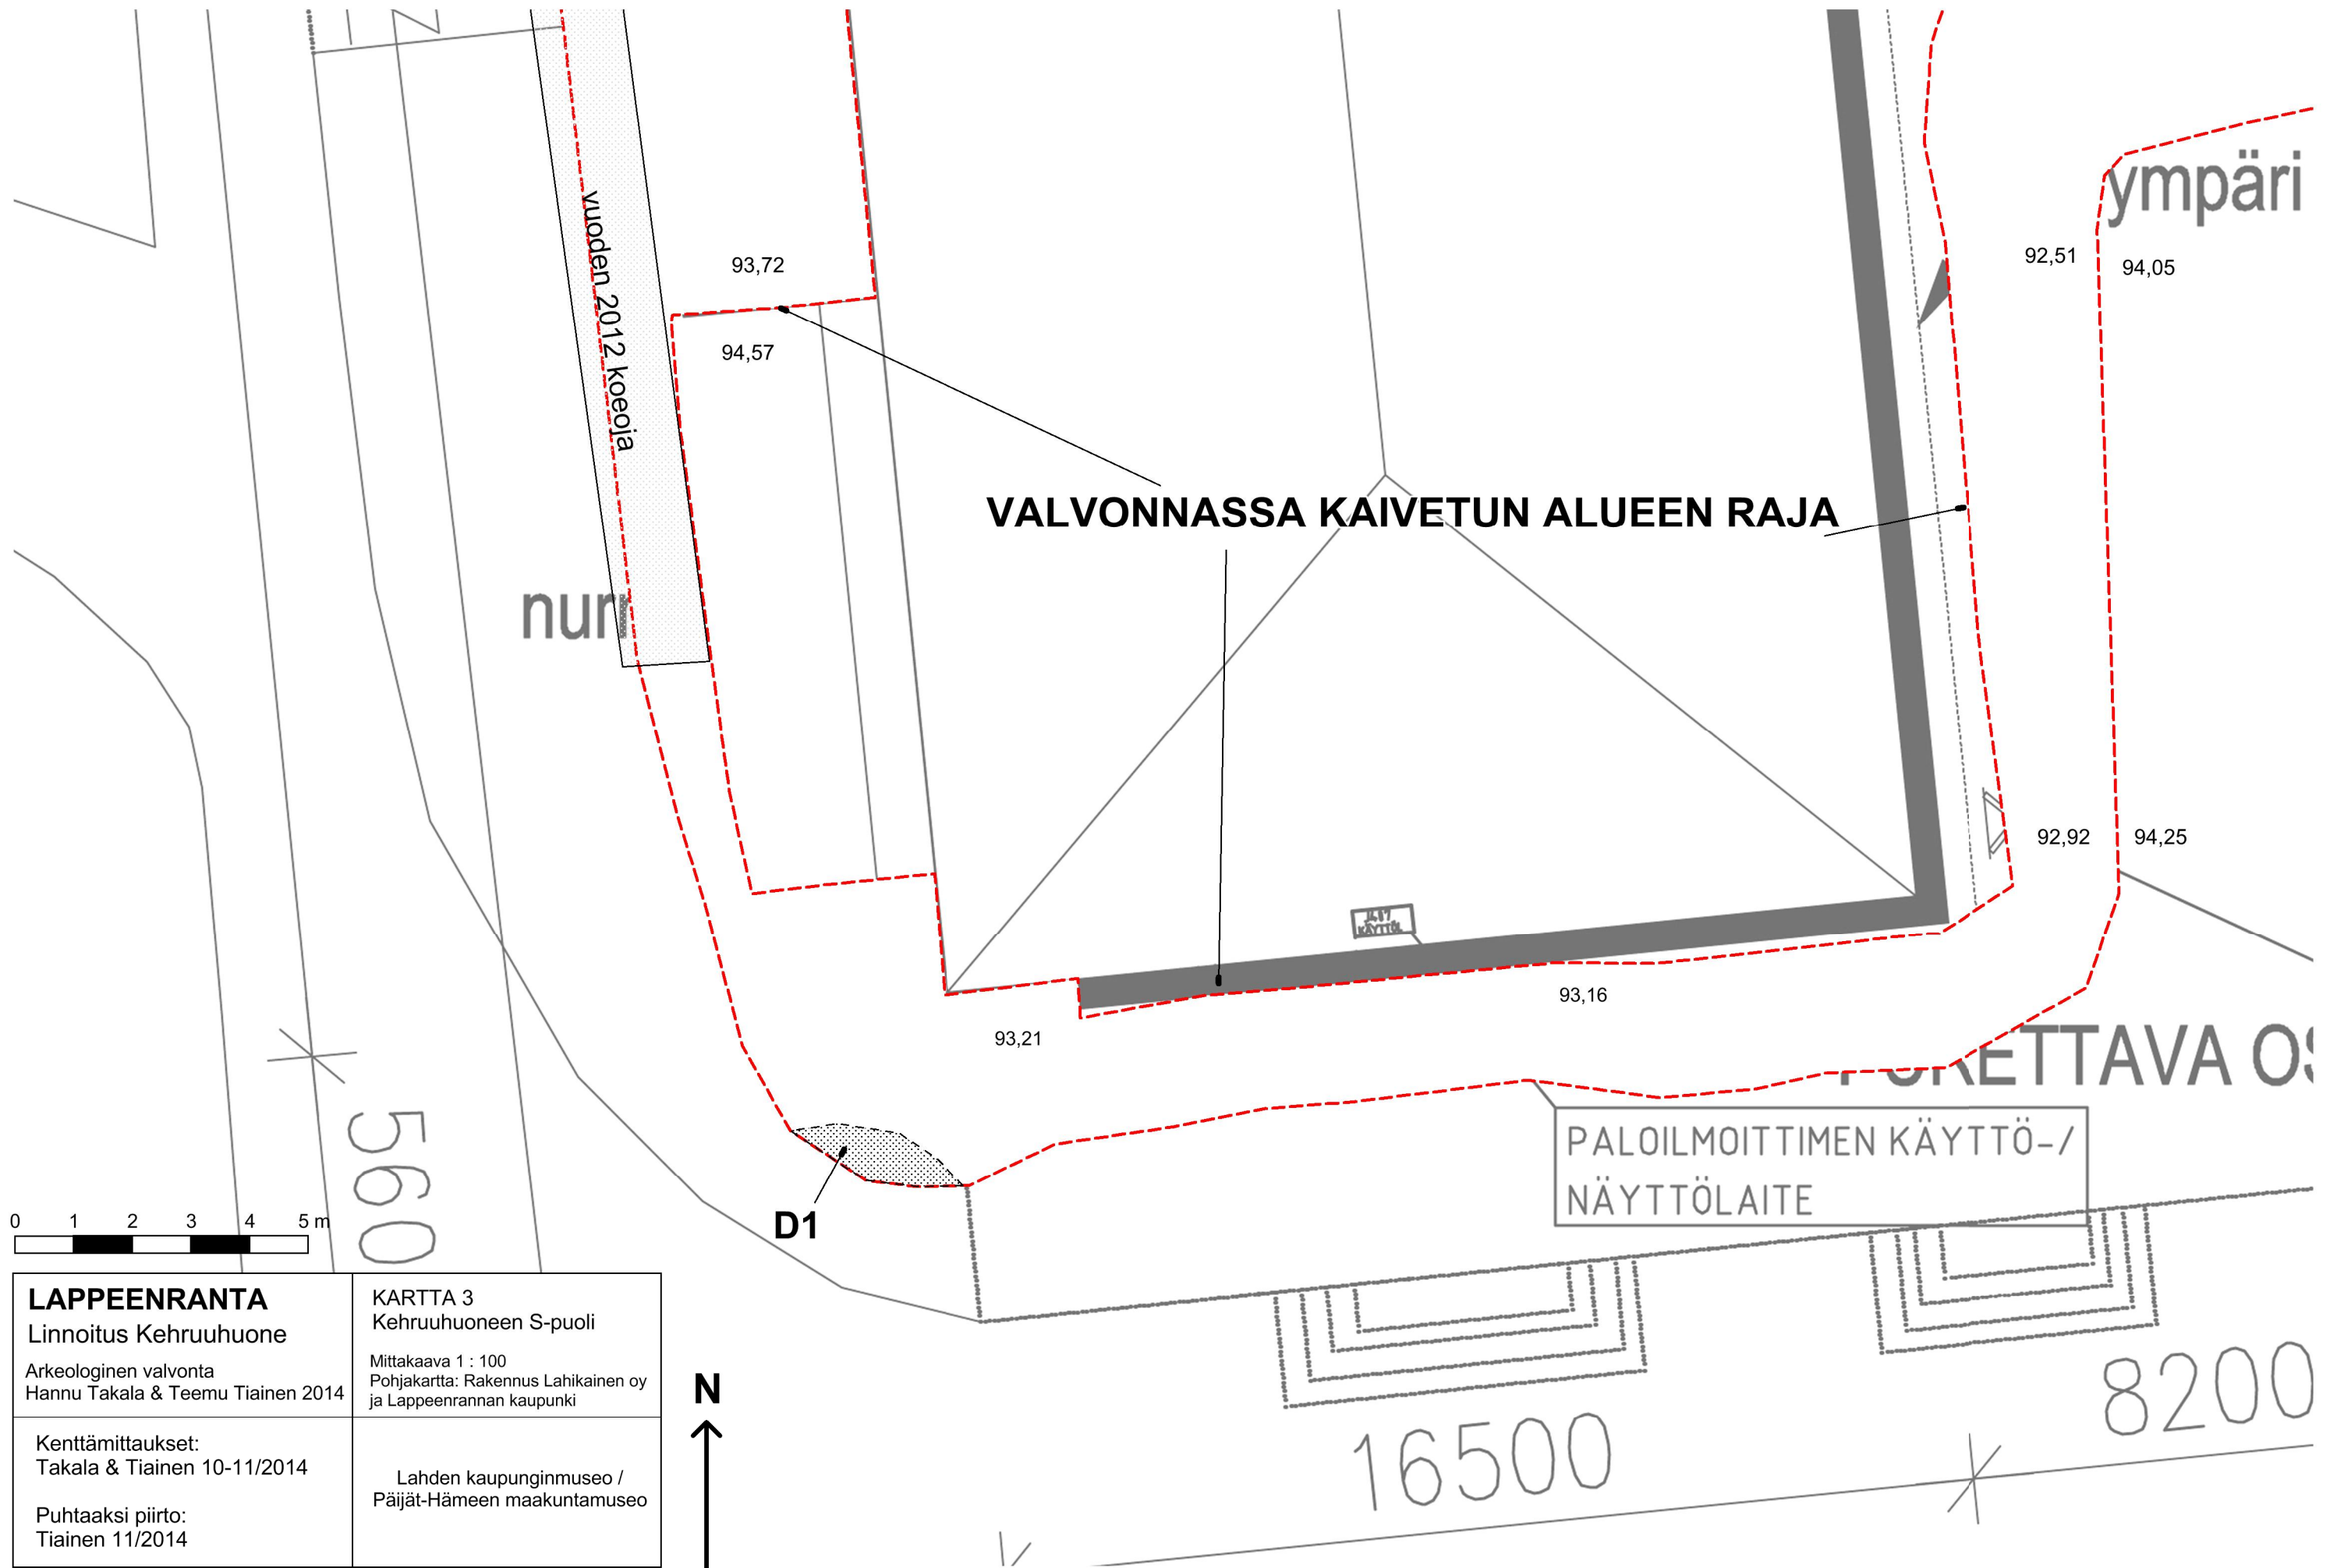 ympäri
vuoden 2012 koeoja
93,72
94,57
92,51
94,05
VALVONNASSA KAIVETUN ALUEEN RAJA
92,92
94,25
KÄYTTÖL
93,16
93,21
ETTAVA
PALOILMOITTIMEN KÄYTTÖ-/
NÄYTTÖLAITE
D1
560
0 1 2 3 4 5 m
LAPPEENRANTA
Linnoitus Kehruuhuone
Arkeologinen valvonta
Hannu Takala & Teemu Tiainen 2014
KARTTA 3
Kehruuhuoneen S-puoli
Mittakaava 1 : 100
Pohjakartta: Rakennus Lahikainen oy
ja Lappeenrannan kaupunki
Kenttämittaukset:
Takala & Tiainen 10-11/2014
Puhtaaksi piirto:
Tiainen 11/2014
Lahden kaupunginmuseo /
Päijät-Hämeen maakuntamuseo
N
16500
8200